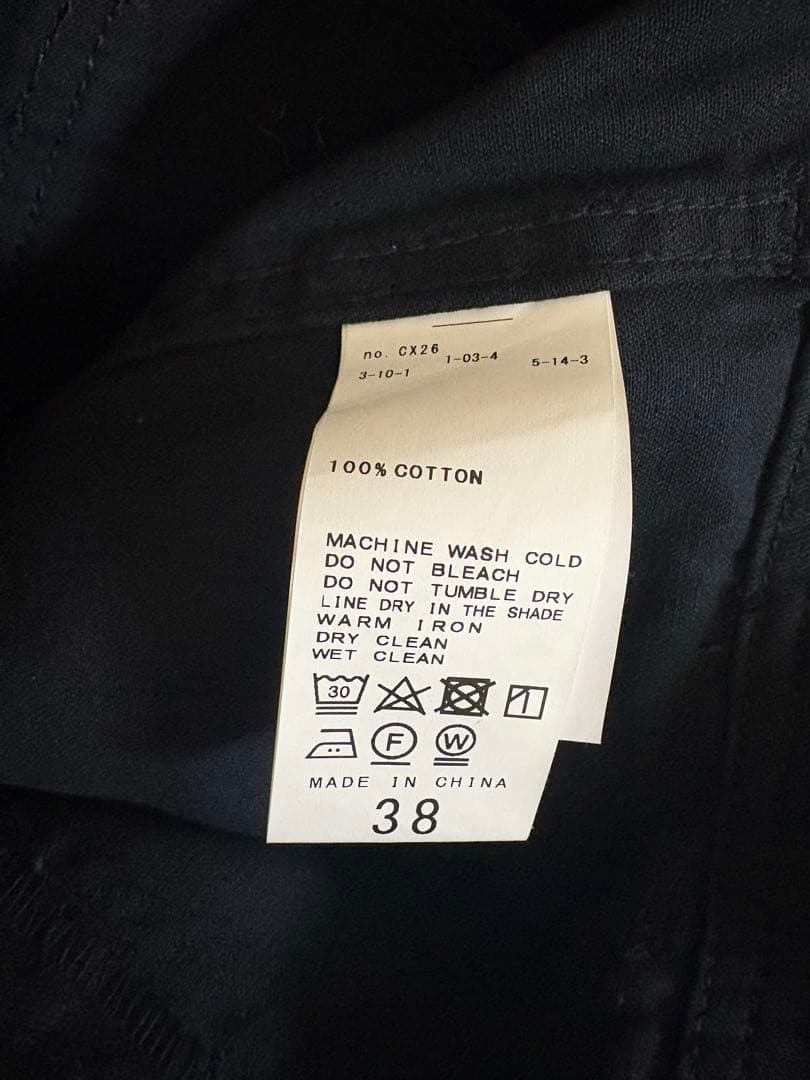 no. CX26 1-03-4 5-14-3
3-10-1
100% COTTON
MACHINE WASH COLD
DO NOT BLEACH
DO NOT TUMBLE DRY
LINE DRY IN THE SHADE
WARM IRON
DRY CLEAN
WET CLEAN
30
F W
MADE IN CHINA
38